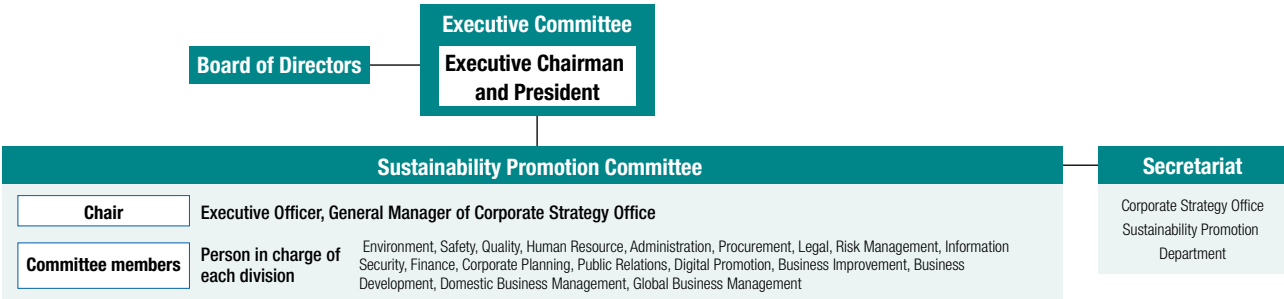 Executive Committee
Board of Directors
Executive Chairman
and President
Sustainability Promotion Committee
Secretariat
Chair
Executive Officer, General Manager of Corporate Strategy Office
Committee members
Person in charge of
each division
Environment, Safety, Quality, Human Resource, Administration, Procurement, Legal, Risk Management, Information
Security, Finance, Corporate Planning, Public Relations, Digital Promotion, Business Improvement, Business
Development, Domestic Business Management, Global Business Management
Corporate Strategy Office
Sustainability Promotion
Department